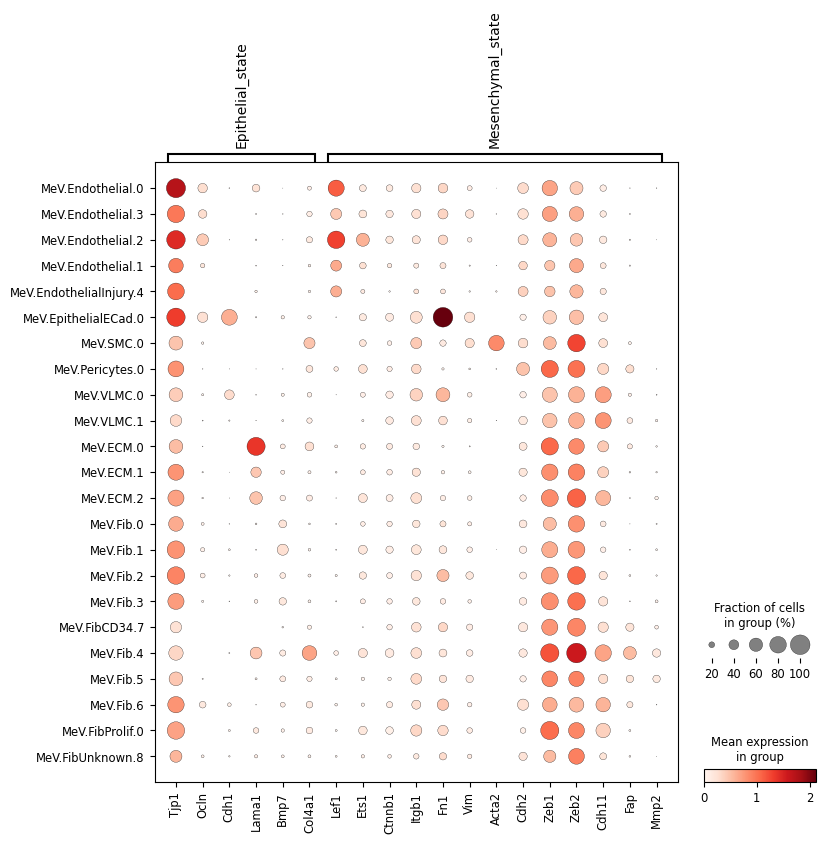 Epithelial_state
Mesenchymal_state
MeV.Endothelial.0
MeV.Endothelial.3
MeV.Endothelial.2
MeV.Endothelial.1
MeV.EndothelialInjury.4
MeV.EpithelialECad.0
MeV.SMC.0
MeV.Pericytes.0
MeV.VLMC.0
MeV.VLMC.1
MeV.ECM.0
MeV.ECM.1
MeV.ECM.2
MeV.Fib.0
MeV.Fib.1
MeV.Fib.2
MeV.Fib.3
MeV.FibCD34.7
MeV.Fib.4
MeV.Fib.5
MeV.Fib.6
MeV.FibProlif.0
MeV.FibUnknown.8
Tjp1
Ocln
Cdh1
Lama1
Bmp7
Col4a1
Lef1
Ets1
Ctnnb1
Itgb1
Fn1
Vim
Acta2
Cdh2
Zeb1
Zeb2
Cdh11
Fap
Mmp2
Fraction of cells
in group (%)
20 40 60 80 100
Mean expression
in group
0 1 2